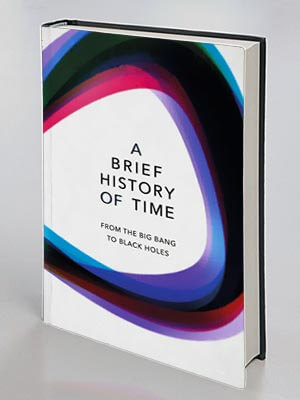 A
BRIEF
HISTORY
OF TIME
FROM THE BIG BANG
TO BLACK HOLES